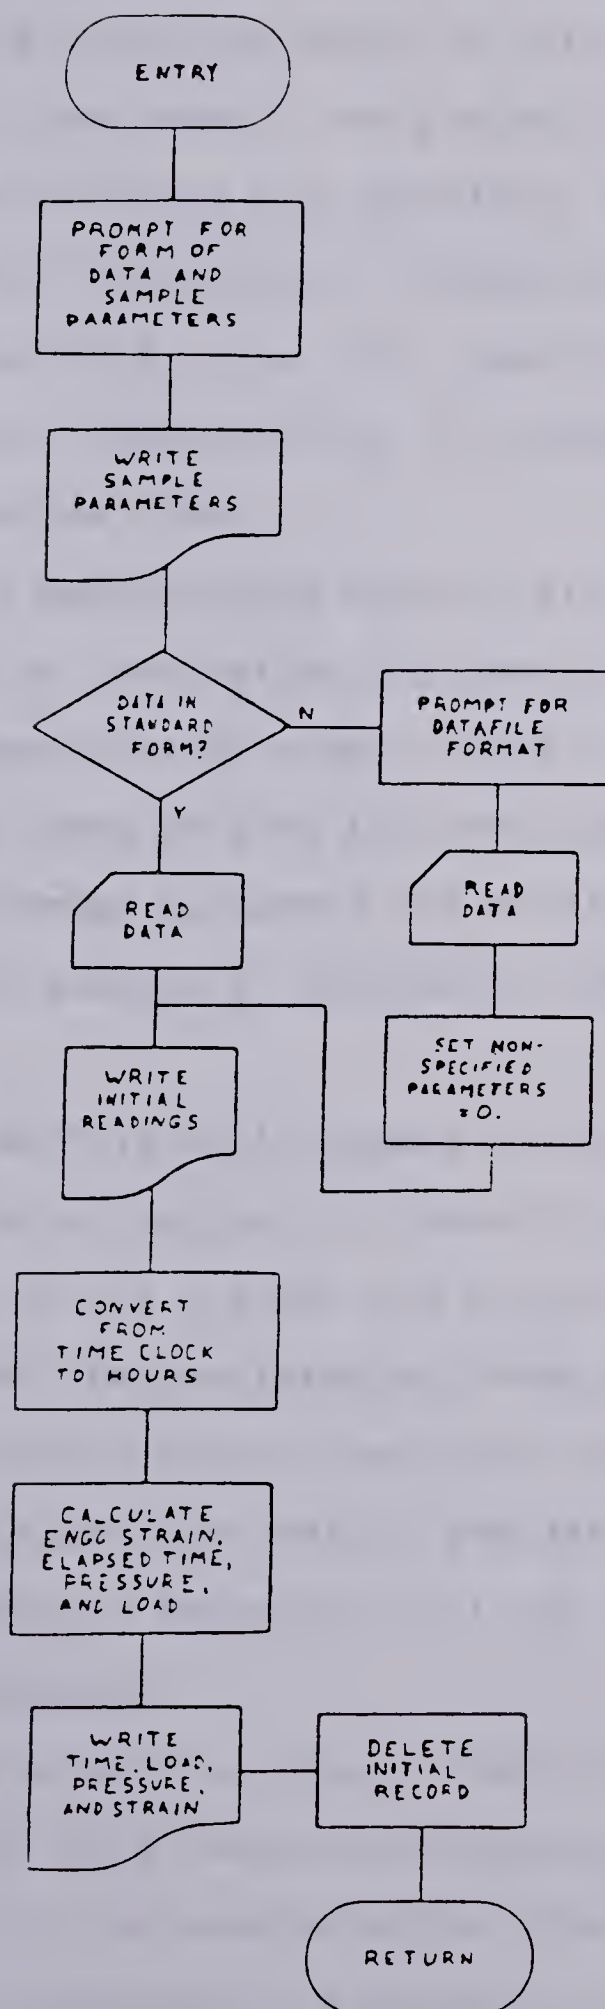 ENTRY
PROMPT FOR
FORM OF
DATA AND
SAMPLE
PARAMETERS
WRITE
SAMPLE
PARAMETERS
DATA IN
STANDARD
FORM?
N
Y
PROMPT FOR
DATAFILE
FORMAT
READ
DATA
READ
DATA
SET NON-
SPECIFIED
PARAMETERS
=0.
WRITE
INITIAL
READINGS
CONVERT
FROM
TIME CLOCK
TO HOURS
CALCULATE
ENGG STRAIN,
ELAPSED TIME,
PRESSURE,
AND LOAD
WRITE
TIME, LOAD,
PRESSURE,
AND STRAIN
DELETE
INITIAL
RECORD
RETURN